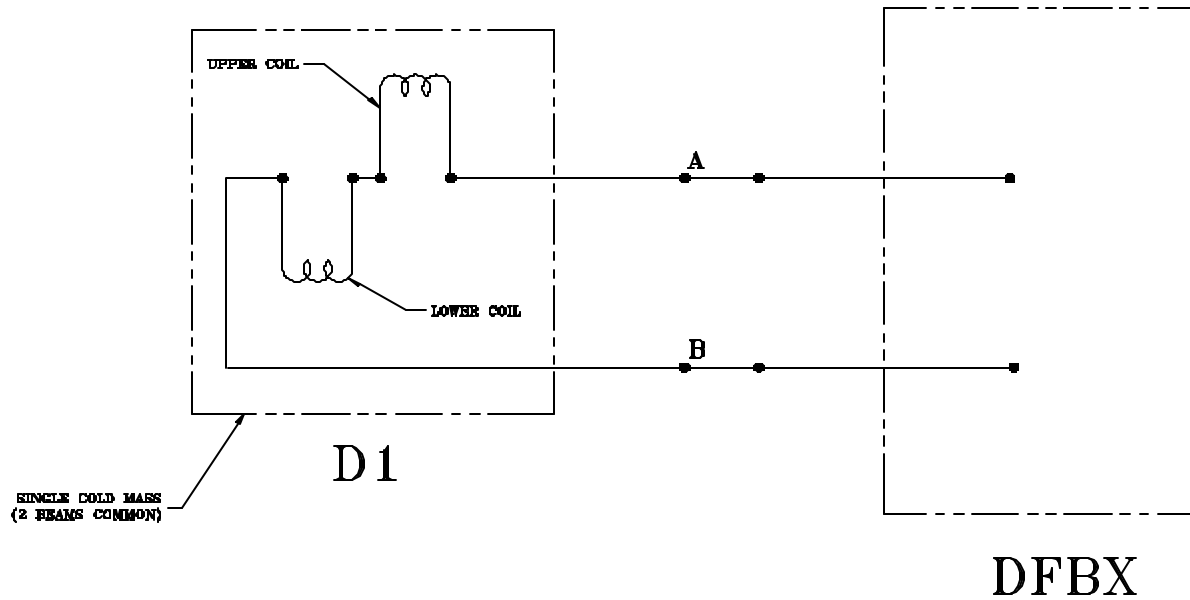 UPPER COIL
A
LOWER COIL
B
D1
SINGLE COLD MASS
(2 BEAMS COMMON)
DFBX